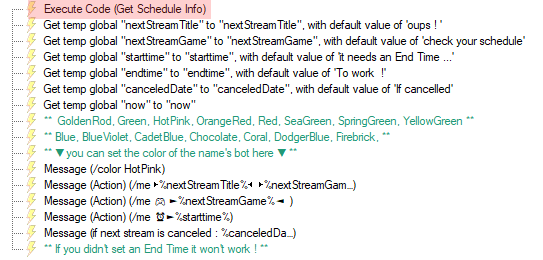 Execute Code (Get Schedule Info)
Get temp global "nextStreamTitle" to "nextStreamTitle", with default value of 'oups ! '
Get temp global "nextStreamGame" to "nextStreamGame", with default value of 'check your schedule'
Get temp global "starttime" to "starttime", with default value of 'it needs an End Time ...'
Get temp global "endtime" to "endtime", with default value of 'To work !'
Get temp global "canceledDate" to "canceledDate", with default value of 'If cancelled'
Get temp global "now" to "now"
** GoldenRod, Green, HotPink, OrangeRed, Red, SeaGreen, SpringGreen, YellowGreen **
** Blue, BlueViolet, CadetBlue, Chocolate, Coral, DodgerBlue, Firebrick, **
** ▼you can set the color of the name's bot here ▼ **
Message (/color HotPink)
Message (Action) (/me ►%nextStreamTitle%◄ ►%nextStreamGam...)
Message (Action) (/me 🎮 ►%nextStreamGame%◄ )
Message (Action) (/me ⏰►%starttime%)
Message (if next stream is canceled : %canceledDa...)
** If you didn't set an End Time it won't work ! **